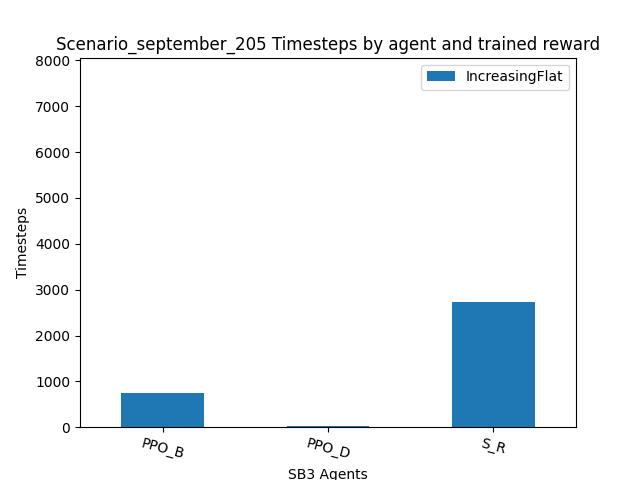 Scenario_september_205 Timesteps by agent and trained reward
IncreasingFlat
8000
7000
6000
5000
4000
3000
2000
1000
0
Timesteps
PPO_B
PPO_D
S_R
SB3 Agents